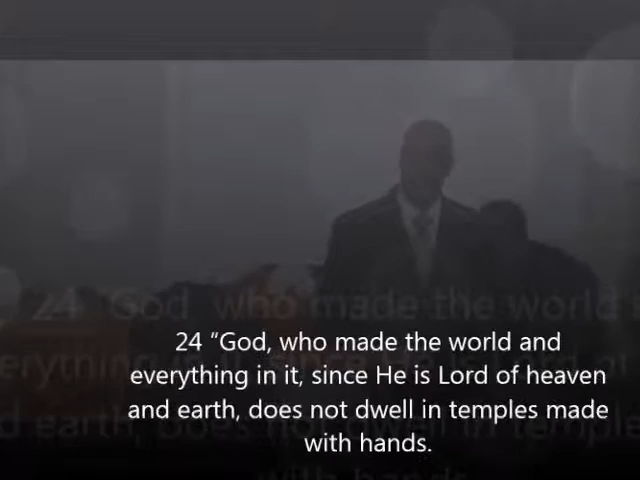 24 “God, who made the world and
everything in it, since He is Lord of heaven
and earth, does not dwell in temples made
with hands.